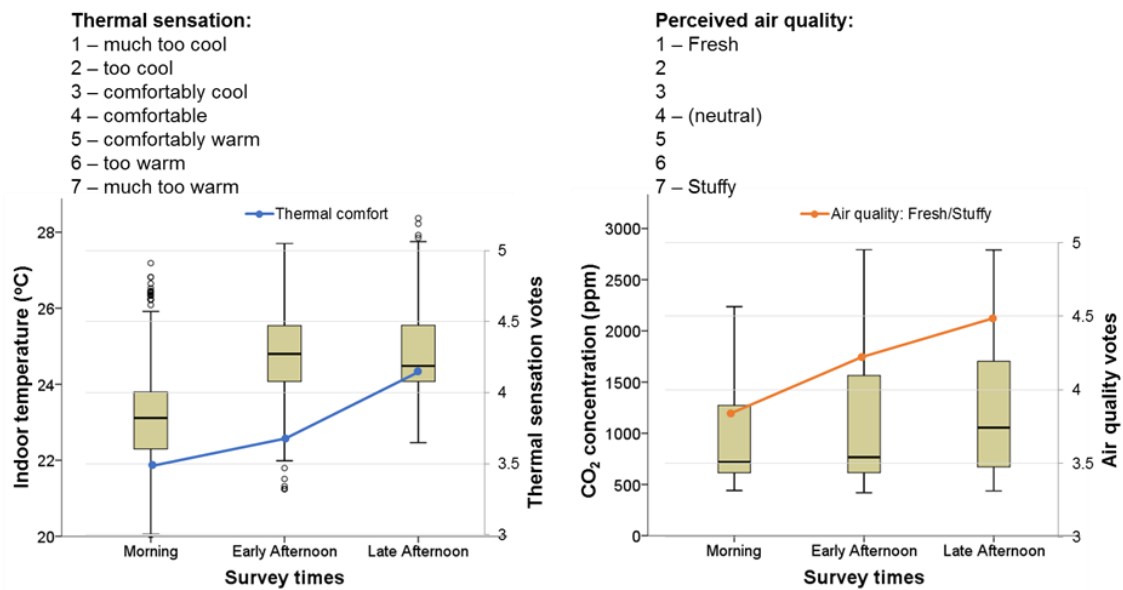 Thermal sensation:
1 – much too cool
2 – too cool
3 – comfortably cool
4 – comfortable
5 – comfortably warm
6 – too warm
7 – much too warm
Thermal comfort
28
26
24
22
20
Indoor temperature (ºC)
5
4.5
4
3.5
3
Thermal sensation votes
Morning
Early Afternoon
Late Afternoon
Survey times
Perceived air quality:
1 – Fresh
2
3
4 – (neutral)
5
6
7 – Stuffy
Air quality: Fresh/Stuffy
3000
2500
2000
1500
1000
500
0
CO₂ concentration (ppm)
5
4.5
4
3.5
3
Air quality votes
Morning
Early Afternoon
Late Afternoon
Survey times